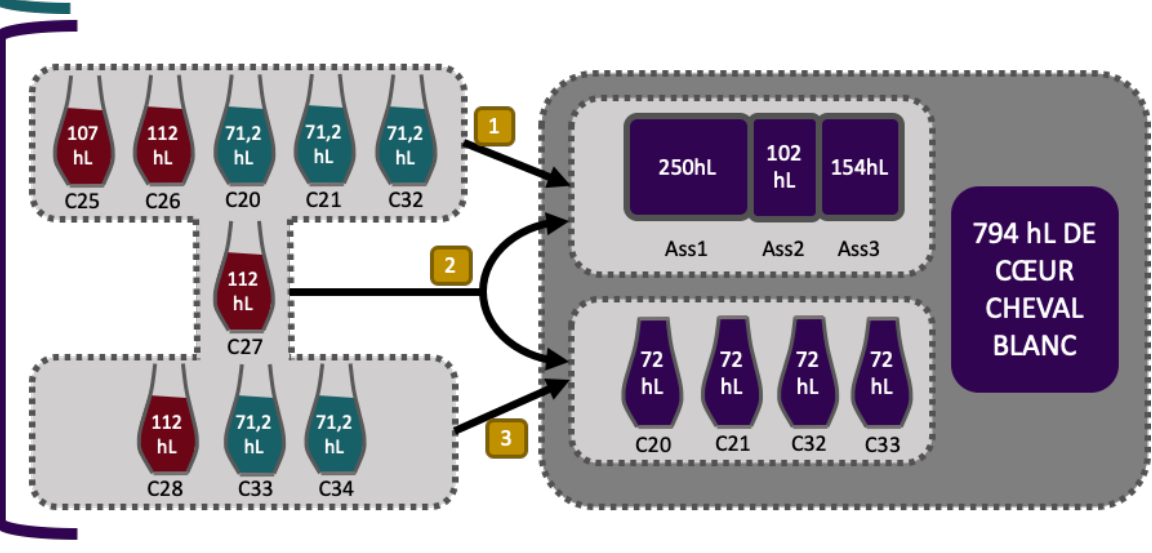 107
hL
112
hL
71,2
hL
71,2
hL
71,2
hL
C25
C26
C20
C21
C32
1
112
hL
C27
2
112
hL
71,2
hL
71,2
hL
C28
C33
C34
3
250hL
102
hL
154hL
Ass1
Ass2
Ass3
72
hL
72
hL
72
hL
72
hL
C20
C21
C32
C33
794 hL DE
CŒUR
CHEVAL
BLANC